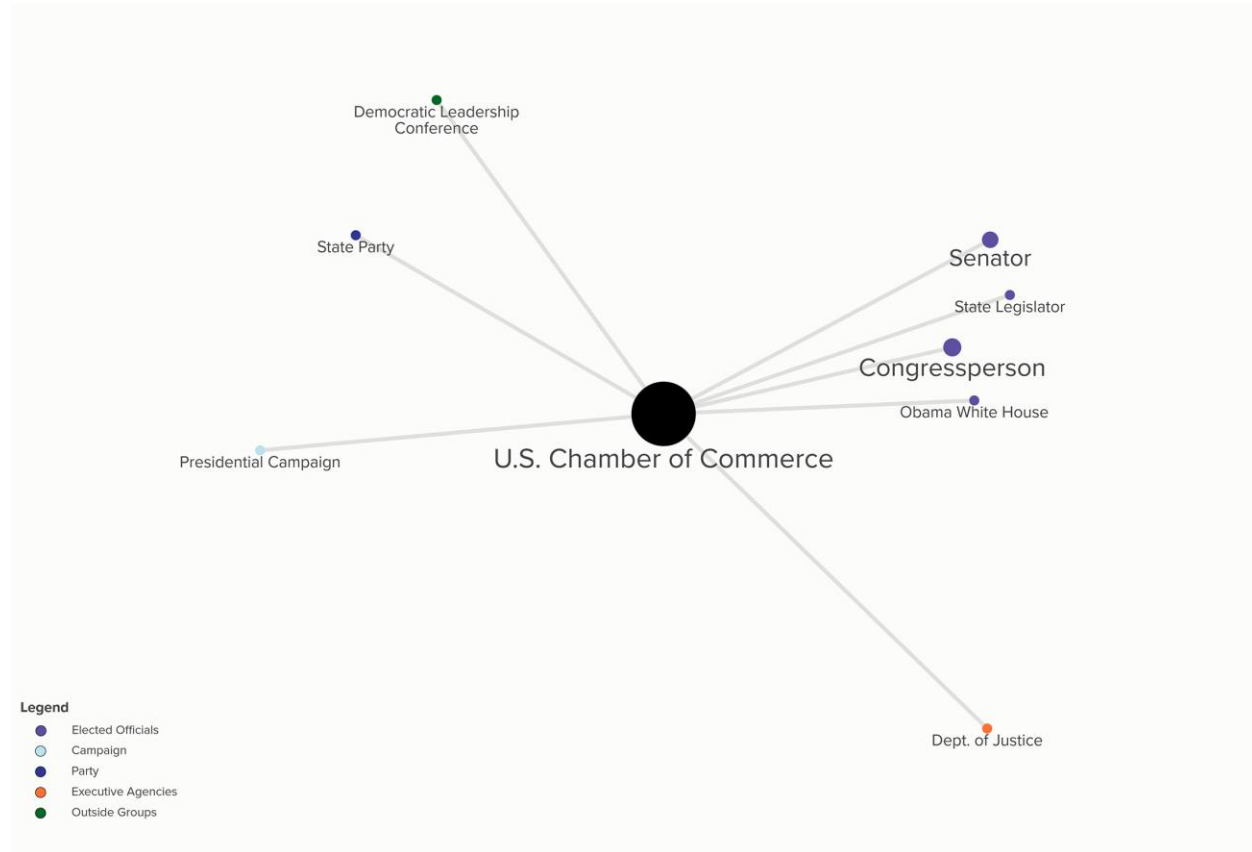 Democratic Leadership
Conference
State Party
Senator
State Legislator
Congressperson
Obama White House
Presidential Campaign
U.S. Chamber of Commerce
Dept. of Justice
Legend
Elected Officials
Campaign
Party
Executive Agencies
Outside Groups